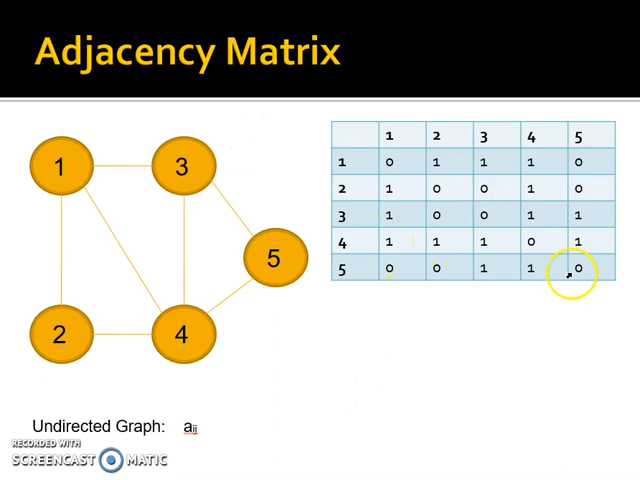 Adjacency Matrix
1 3
5
2 4
1 2 3 4 5
1 0 1 1 1 0
2 1 0 0 1 0
3 1 0 0 1 1
4 1 1 1 0 1
5 0 0 1 1 0
Undirected Graph: aij
RECORDED WITH
SCREENCAST MATIC